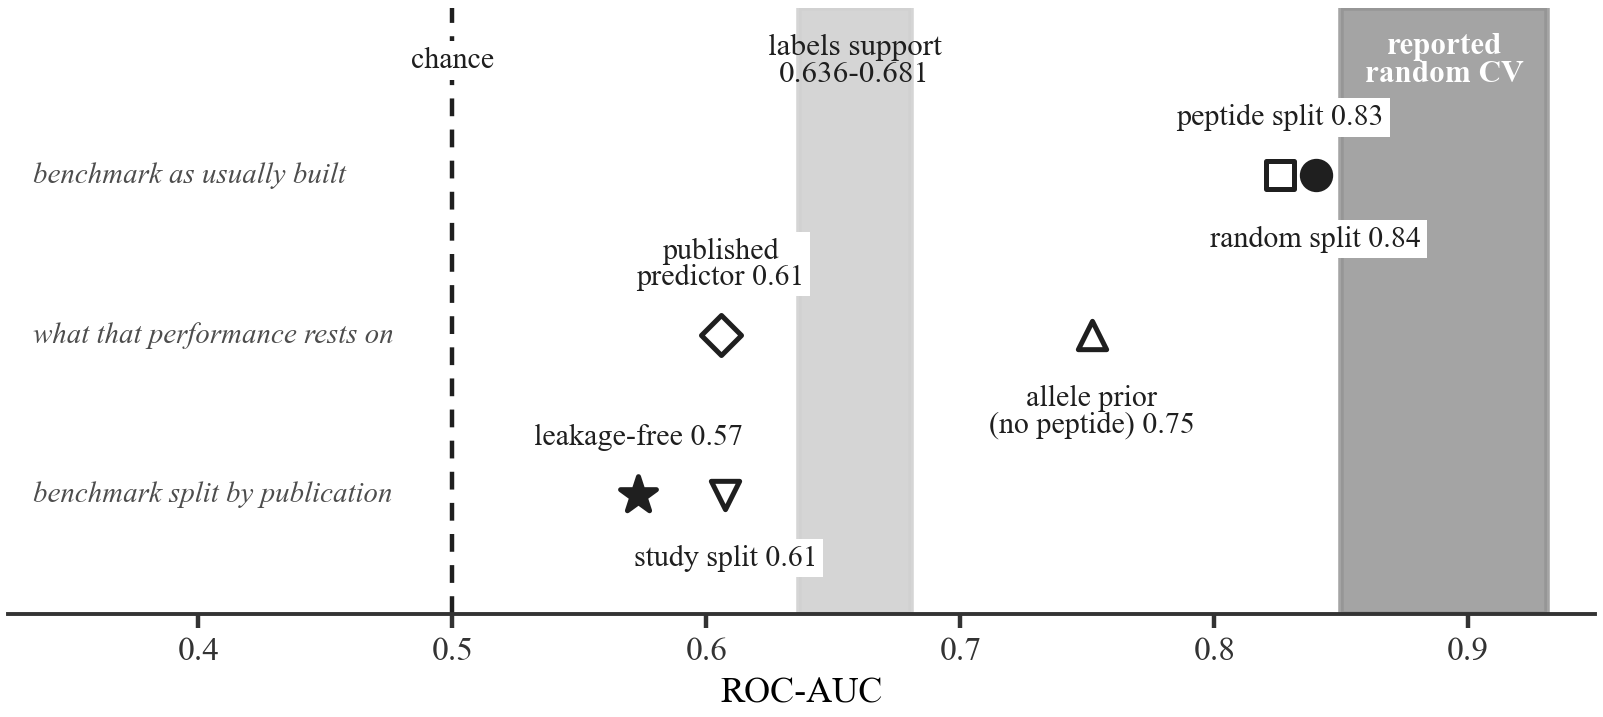 chance
labels support
0.636-0.681
reported
random CV
peptide split 0.83
benchmark as usually built
random split 0.84
published
predictor 0.61
what that performance rests on
allele prior
(no peptide) 0.75
leakage-free 0.57
benchmark split by publication
study split 0.61
0.4
0.5
0.6
0.7
0.8
0.9
ROC-AUC